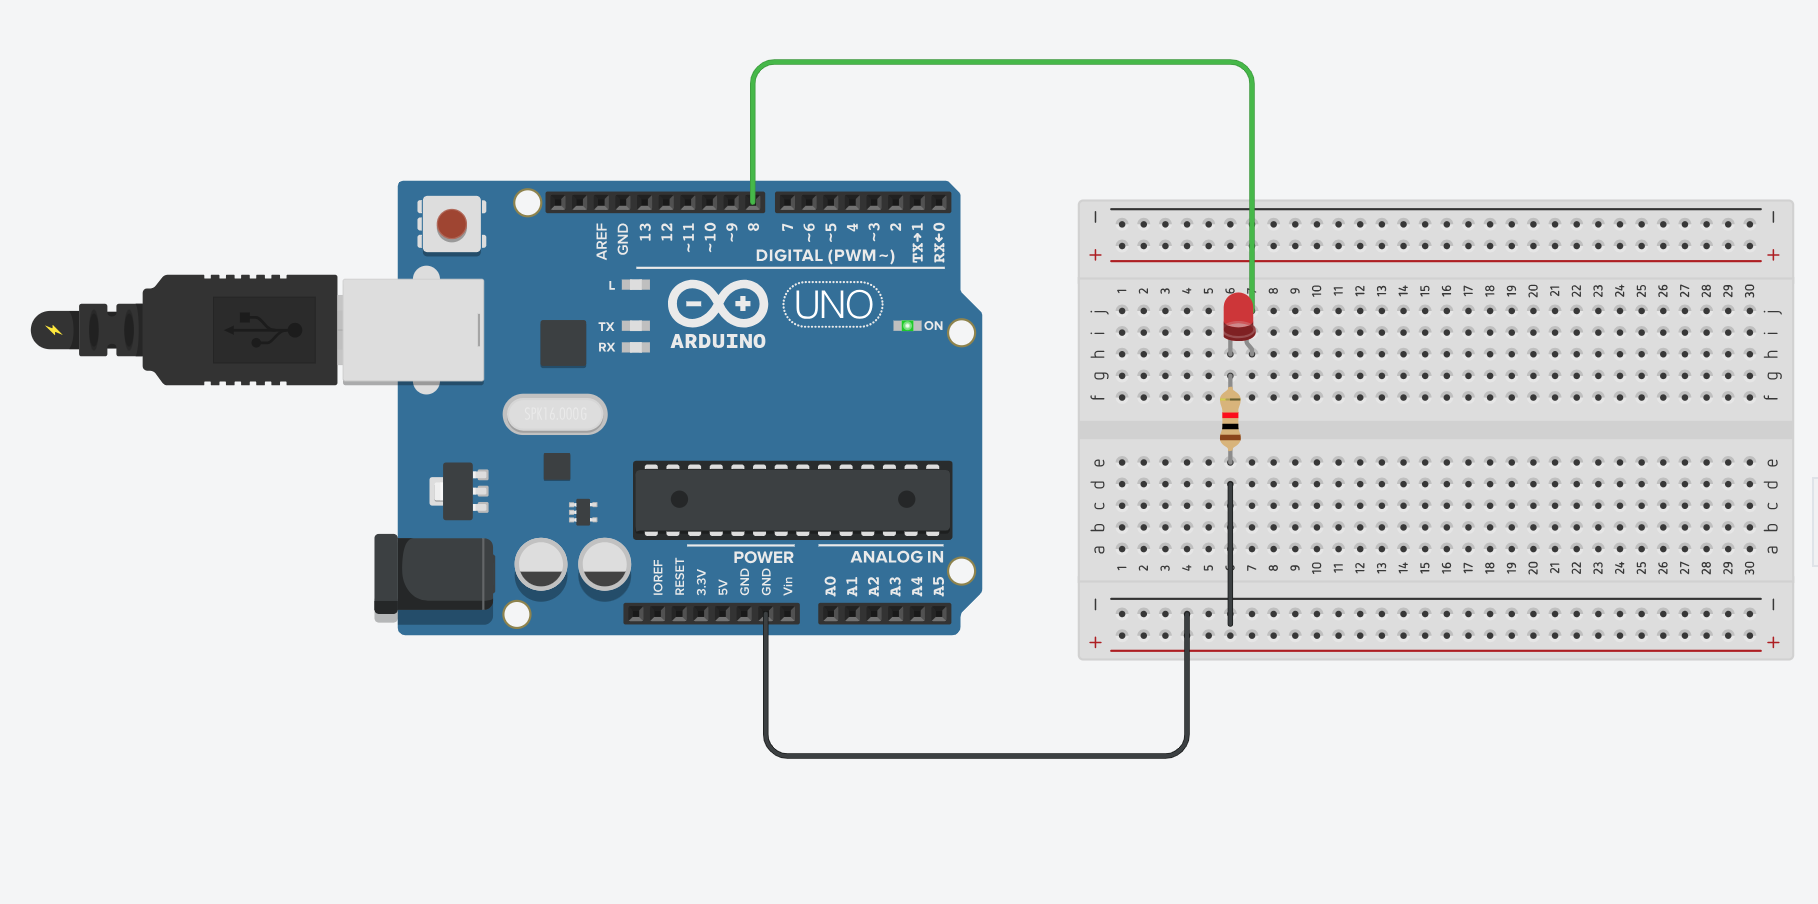 AREF GND 13 12 ~11 ~10 ~9 8 7 ~6 ~5 4 ~3 2 TX→1 RX←0
DIGITAL (PWM~)
L
TX
RX
UNO
ARDUINO
ON
SPK16.000G
POWER
ANALOG IN
IOREF RESET 3.3V 5V GND GND Vin A0 A1 A2 A3 A4 A5
− −
+ +
1 2 3 4 5 6 7 8 9 10 11 12 13 14 15 16 17 18 19 20 21 22 23 24 25 26 27 28 29 30
j j
i i
h h
g g
f f
e e
d d
c c
b b
a a
1 2 3 4 5 6 7 8 9 10 11 12 13 14 15 16 17 18 19 20 21 22 23 24 25 26 27 28 29 30
− −
+ +